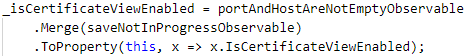 _isCertificateViewEnabled = portAndHostAreNotEmptyObservable
.Merge(saveNotInProgressObservable)
.ToProperty(this, x => x.IsCertificateViewEnabled);